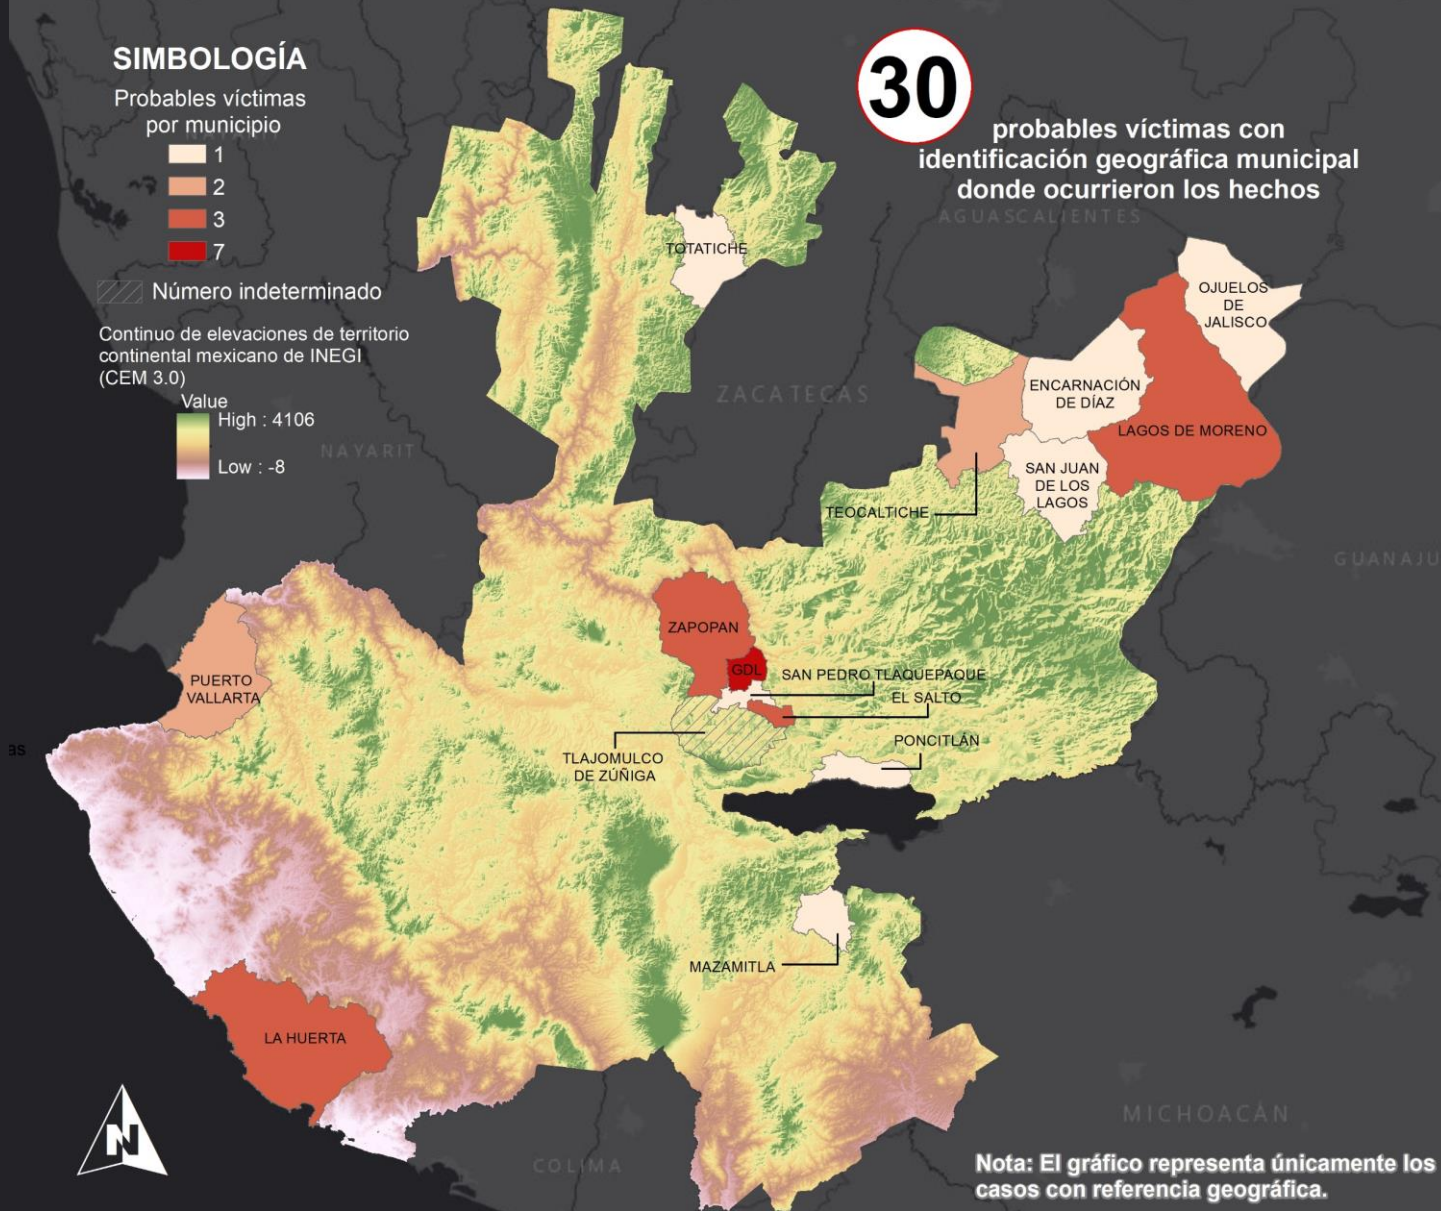 SIMBOLOGÍA
Probables víctimas
por municipio
1
2
3
7
Número indeterminado
Continuo de elevaciones de territorio
continental mexicano de INEGI
(CEM 3.0)
Value
High : 4106
Low : -8
30
probables víctimas con
identificación geográfica municipal
donde ocurrieron los hechos
AGUASCALIENTES
TOTATICHE
OJUELOS
DE
JALISCO
ZACATECAS
ENCARNACIÓN
DE DÍAZ
LAGOS DE MORENO
NAYARIT
SAN JUAN
DE LOS
LAGOS
TEOCALTICHE
GUANAJU
ZAPOPAN
GDL
SAN PEDRO TLAQUEPAQUE
EL SALTO
PUERTO
VALLARTA
PONCITLÁN
as
TLAJOMULCO
DE ZÚÑIGA
MAZAMITLA
LA HUERTA
N
MICHOACÁN
COLIMA
Nota: El gráfico representa únicamente los
casos con referencia geográfica.